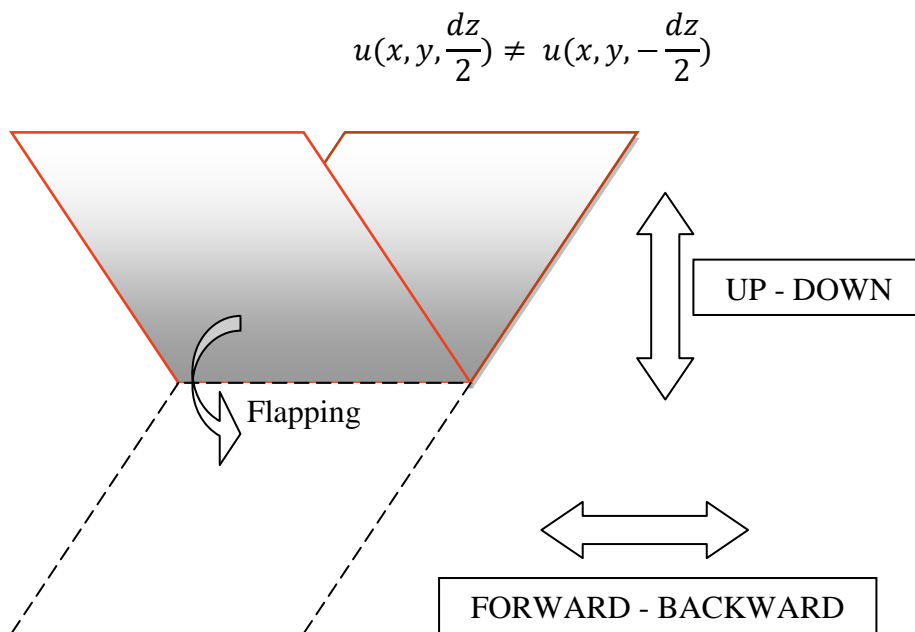 u(x, y, dz/2) ≠ u(x, y, −dz/2)
UP - DOWN
Flapping
FORWARD - BACKWARD